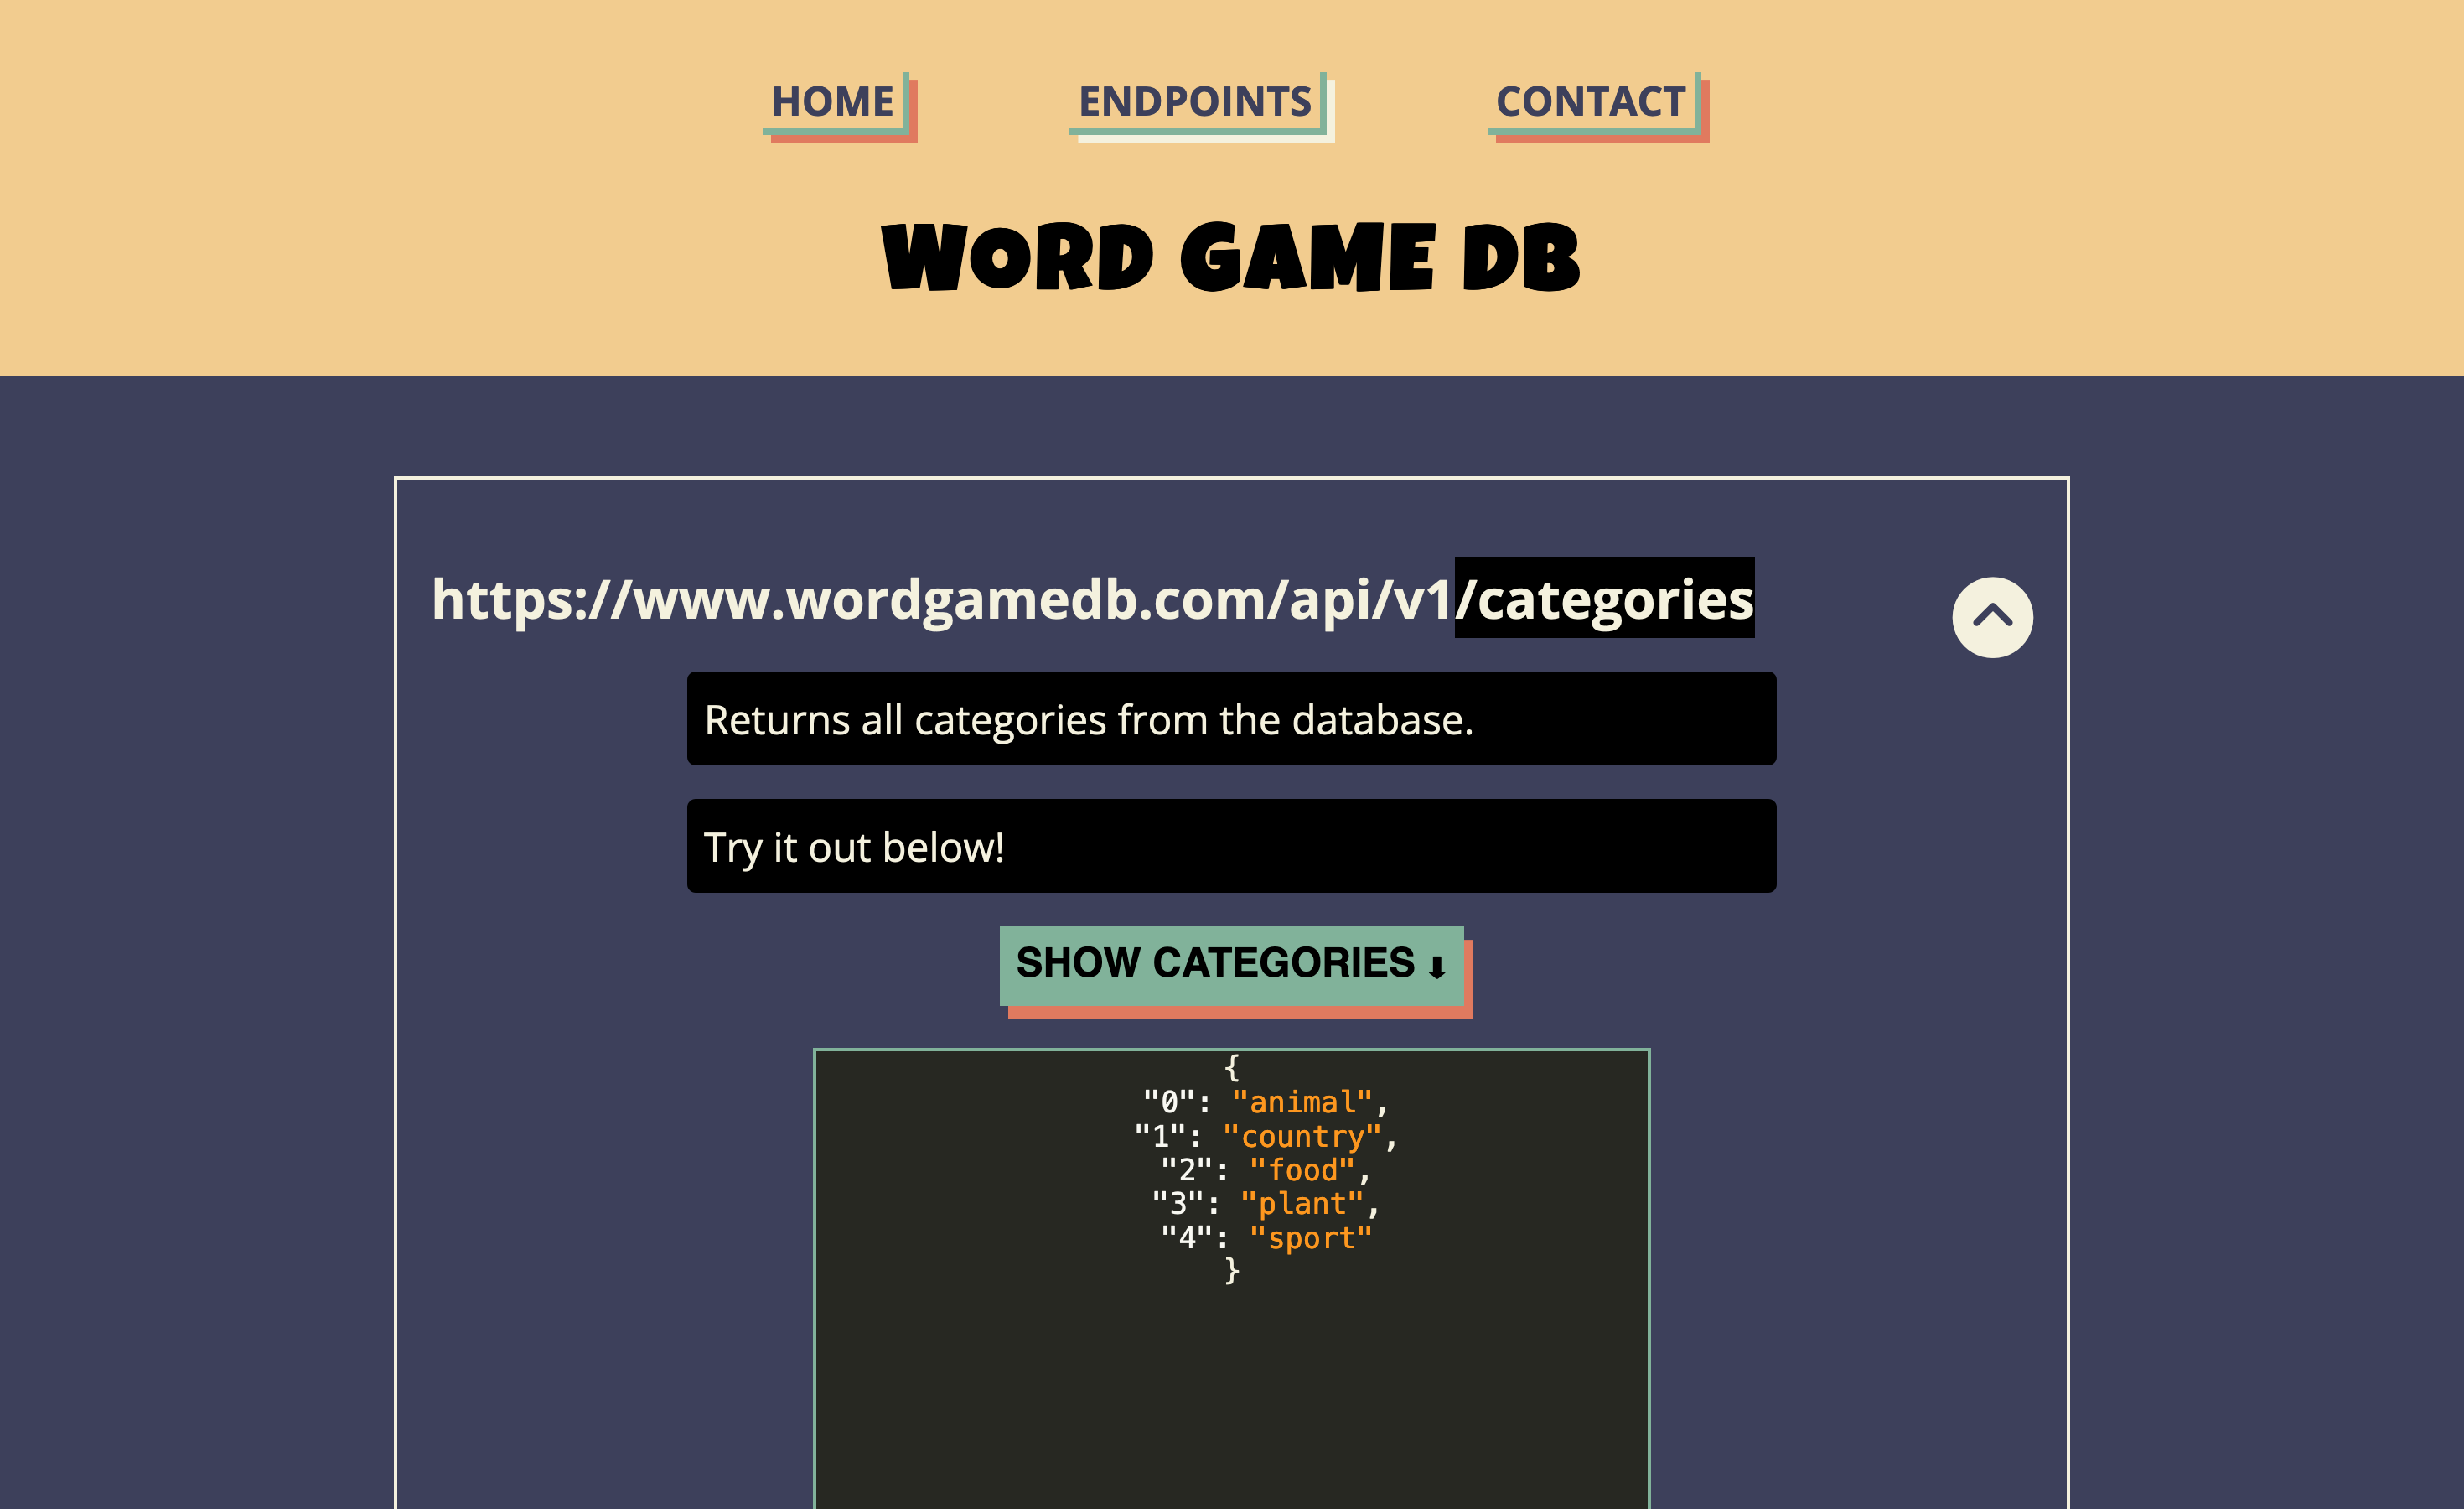 HOME ENDPOINTS CONTACT
WORD GAME DB
https://www.wordgamedb.com/api/v1/categories
Returns all categories from the database.
Try it out below!
SHOW CATEGORIES ⬇
{
"0": "animal",
"1": "country",
"2": "food",
"3": "plant",
"4": "sport"
}